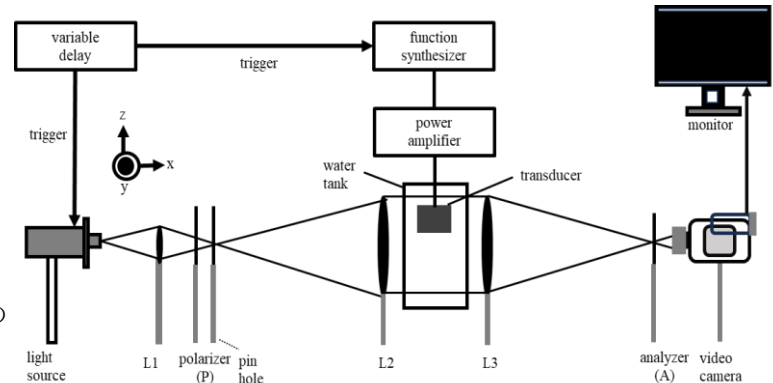 variable
delay
trigger
function
synthesizer
trigger
z
x
y
power
amplifier
water
tank
transducer
monitor
light
source
L1
polarizer
(P)
pin
hole
L2
L3
analyzer
(A)
video
camera